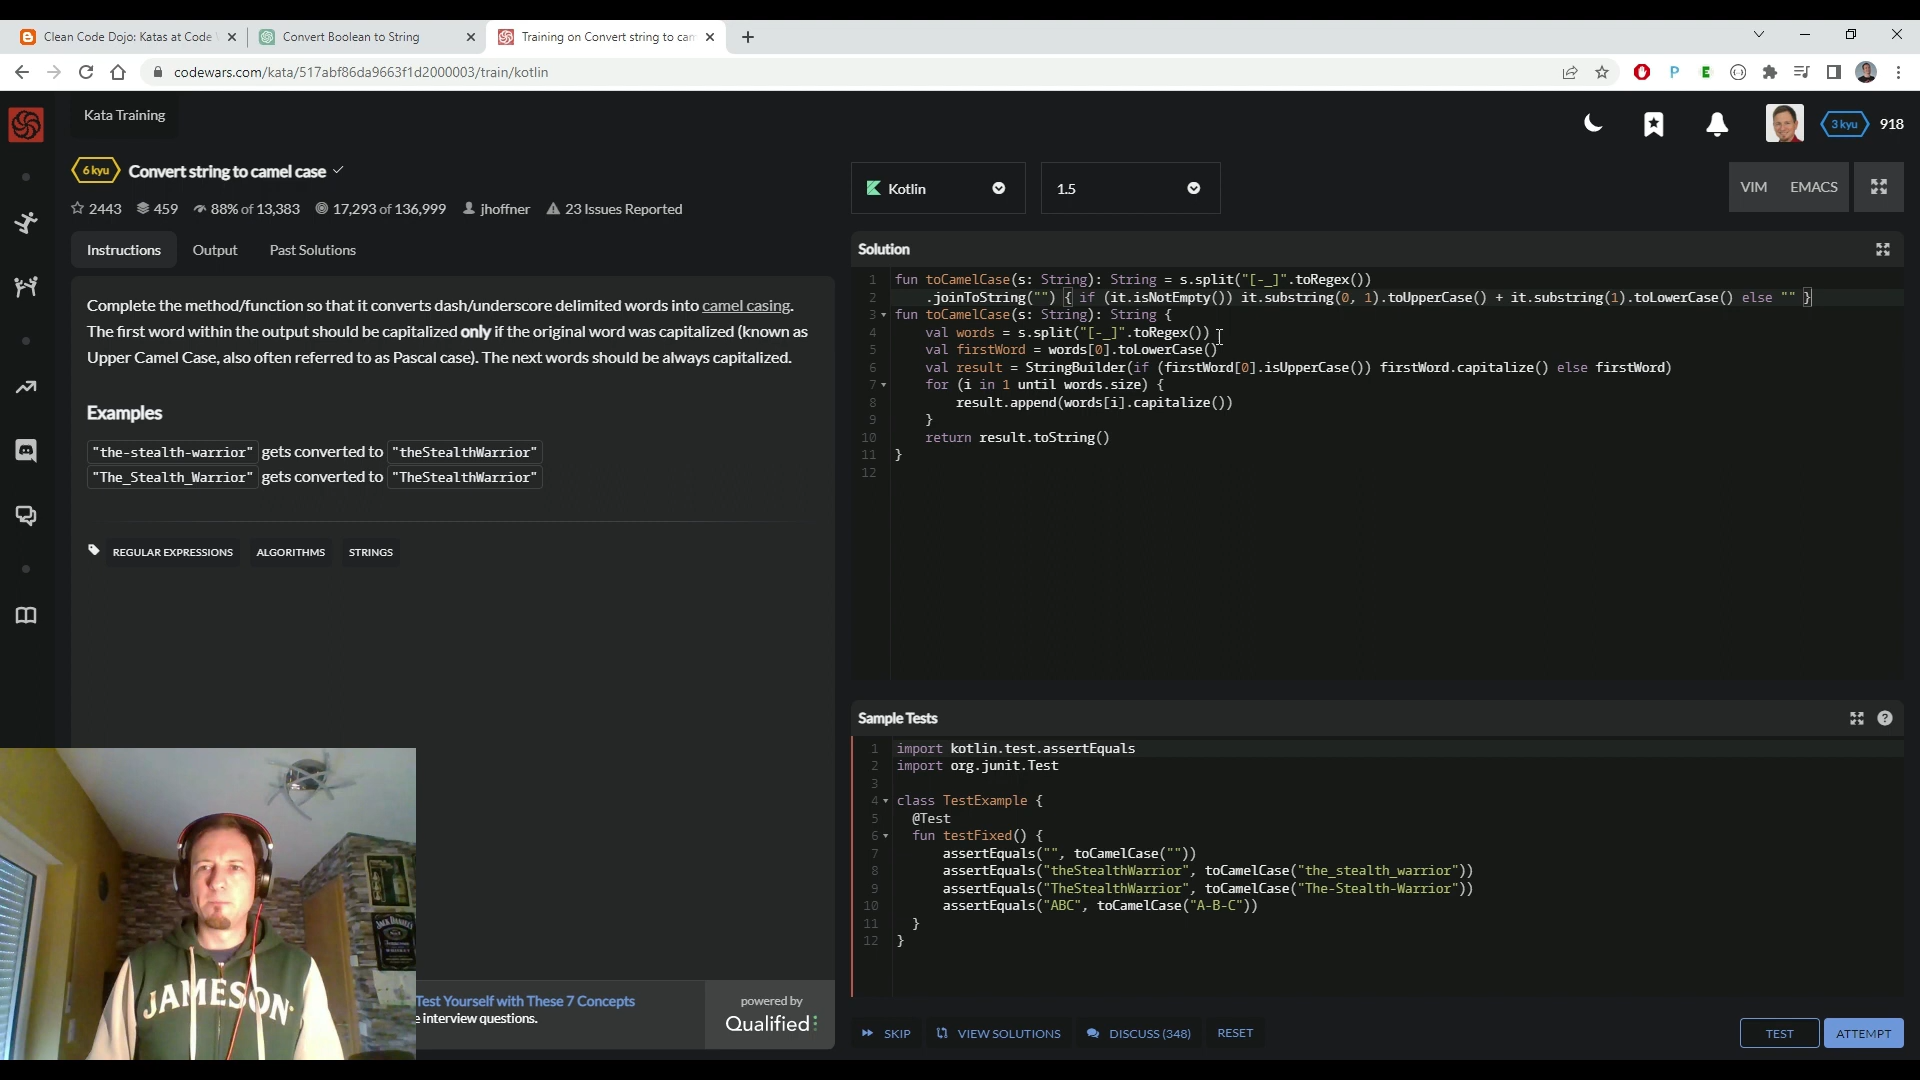 Clean Code Dojo: Katas at Code
Convert Boolean to String
Training on Convert string to can
codewars.com/kata/517abf86da9663f1d2000003/train/kotlin
Kata Training
3 kyu
918
6 kyu
Convert string to camel case
2443
459
88% of 13,383
17,293 of 136,999
jhoffner
23 Issues Reported
Instructions
Output
Past Solutions
Complete the method/function so that it converts dash/underscore delimited words into camel casing.
The first word within the output should be capitalized only if the original word was capitalized (known as
Upper Camel Case, also often referred to as Pascal case). The next words should be always capitalized.
Examples
"the-stealth-warrior" gets converted to "theStealthWarrior"
"The_Stealth_Warrior" gets converted to "TheStealthWarrior"
REGULAR EXPRESSIONS
ALGORITHMS
STRINGS
Kotlin
1.5
VIM
EMACS
Solution
1 fun toCamelCase(s: String): String = s.split("[-_]".toRegex())
2 .joinToString("") { if (it.isNotEmpty()) it.substring(0, 1).toUpperCase() + it.substring(1).toLowerCase() else "" }
3 fun toCamelCase(s: String): String {
4 val words = s.split("[-_]".toRegex())
5 val firstWord = words[0].toLowerCase()
6 val result = StringBuilder(if (firstWord[0].isUpperCase()) firstWord.capitalize() else firstWord)
7 for (i in 1 until words.size) {
8 result.append(words[i].capitalize())
9 }
10 return result.toString()
11 }
12
Sample Tests
1 import kotlin.test.assertEquals
2 import org.junit.Test
3
4 class TestExample {
5 @Test
6 fun testFixed() {
7 assertEquals("", toCamelCase(""))
8 assertEquals("theStealthWarrior", toCamelCase("the_stealth_warrior"))
9 assertEquals("TheStealthWarrior", toCamelCase("The-Stealth-Warrior"))
10 assertEquals("ABC", toCamelCase("A-B-C"))
11 }
12 }
JACK DANIEL'S
JAMESON
Test Yourself with These 7 Concepts
e interview questions.
powered by
Qualified
SKIP
VIEW SOLUTIONS
DISCUSS (348)
RESET
TEST
ATTEMPT